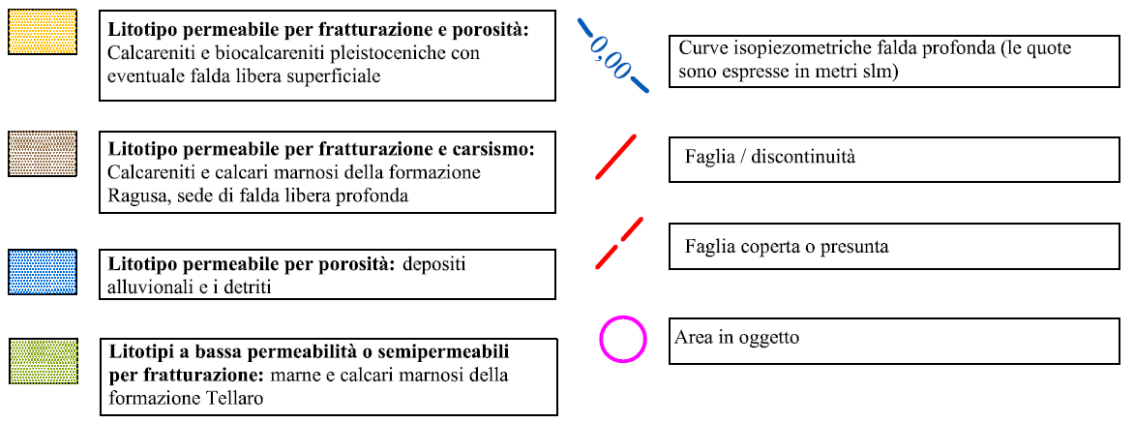 Litotipo permeabile per fratturazione e porosità:
Calcareniti e biocalcareniti pleistoceniche con
eventuale falda libera superficiale
Litotipo permeabile per fratturazione e carsismo:
Calcareniti e calcari marnosi della formazione
Ragusa, sede di falda libera profonda
Litotipo permeabile per porosità: depositi
alluvionali e i detriti
Litotipi a bassa permeabilità o semipermeabili
per fratturazione: marne e calcari marnosi della
formazione Tellaro
0,00
Curve isopiezometriche falda profonda (le quote
sono espresse in metri slm)
Faglia / discontinuità
Faglia coperta o presunta
Area in oggetto